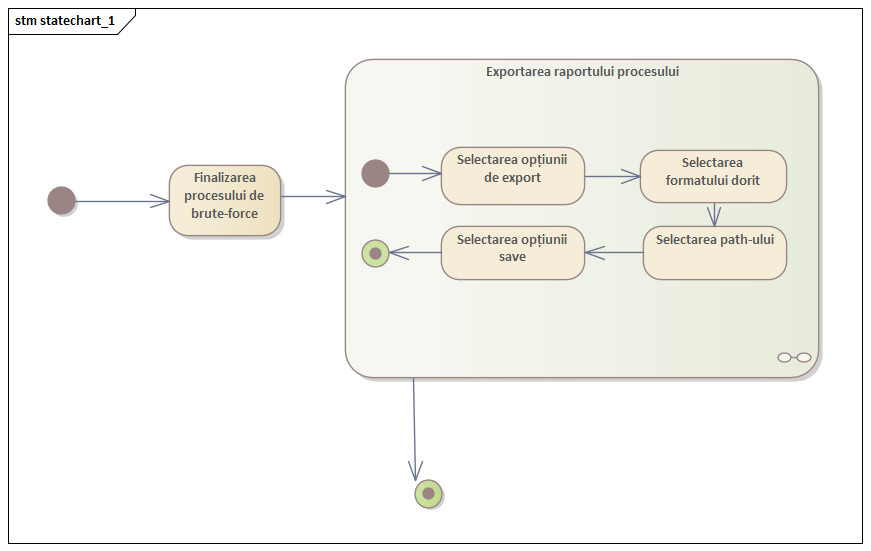 stm statechart_1
Exportarea raportului procesului
Finalizarea
procesului de
brute-force
Selectarea opțiunii
de export
Selectarea
formatului dorit
Selectarea opțiunii
save
Selectarea path-ului